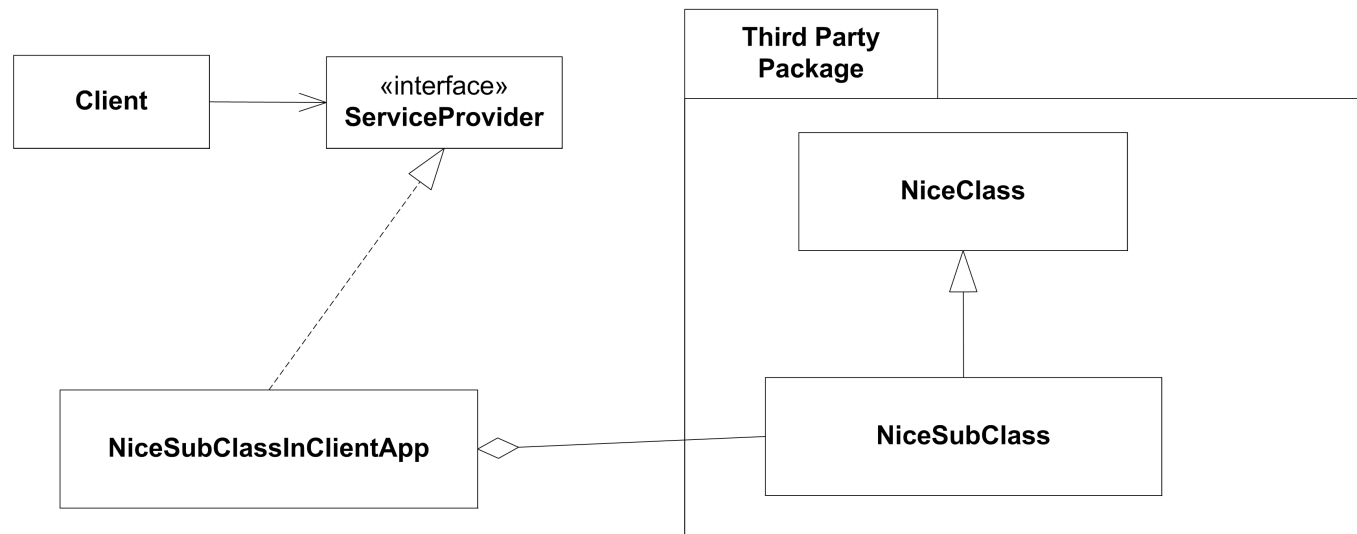 Third Party
Package
Client
«interface»
ServiceProvider
NiceClass
NiceSubClassInClientApp
NiceSubClass